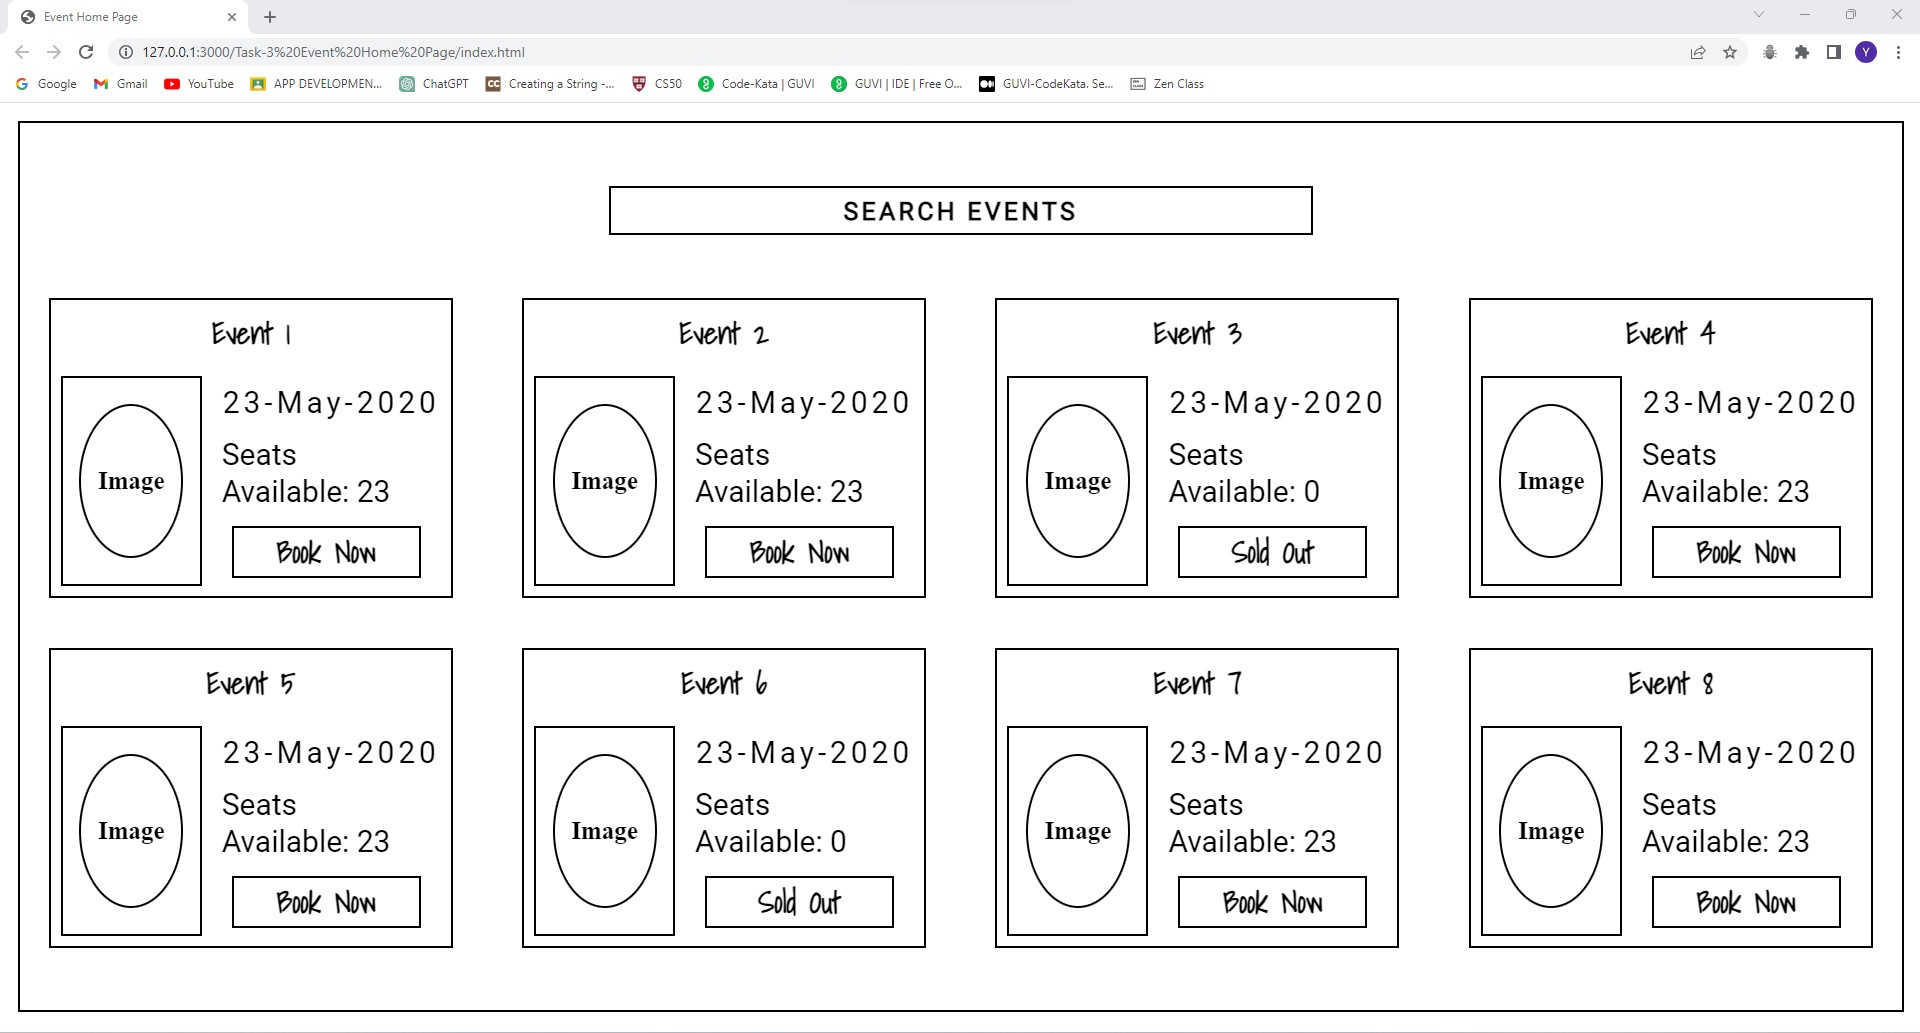 Event Home Page
127.0.0.1:3000/Task-3%20Event%20Home%20Page/index.html
Y
Google Gmail YouTube APP DEVELOPMEN... ChatGPT CC Creating a String -... CS50 Code-Kata | GUVI GUVI | IDE | Free O... GUVI-CodeKata. Se... Zen Class
SEARCH EVENTS
Event 1
Image
23-May-2020
Seats
Available: 23
Book Now
Event 2
Image
23-May-2020
Seats
Available: 23
Book Now
Event 3
Image
23-May-2020
Seats
Available: 0
Sold Out
Event 4
Image
23-May-2020
Seats
Available: 23
Book Now
Event 5
Image
23-May-2020
Seats
Available: 23
Book Now
Event 6
Image
23-May-2020
Seats
Available: 0
Sold Out
Event 7
Image
23-May-2020
Seats
Available: 23
Book Now
Event 8
Image
23-May-2020
Seats
Available: 23
Book Now